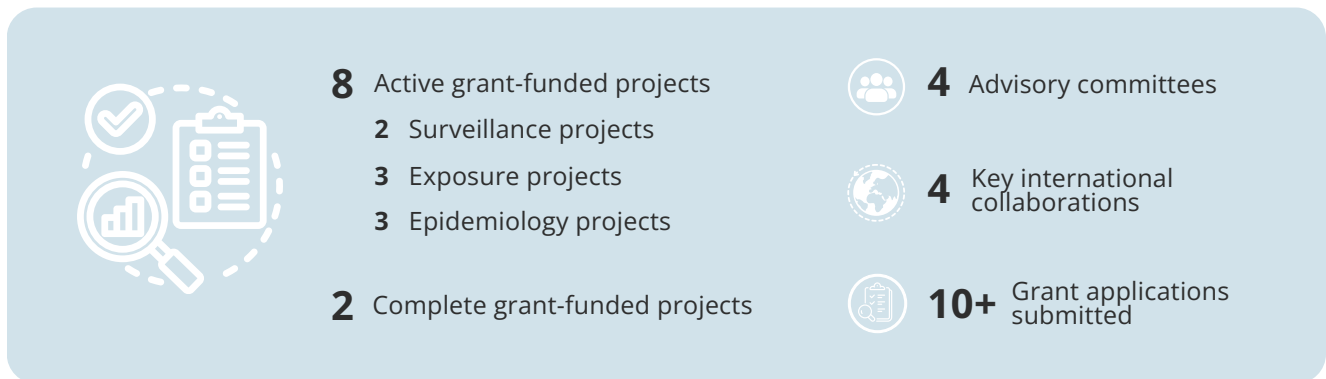 8 Active grant-funded projects
2 Surveillance projects
3 Exposure projects
3 Epidemiology projects
2 Complete grant-funded projects
4 Advisory committees
4 Key international
collaborations
10+ Grant applications
submitted